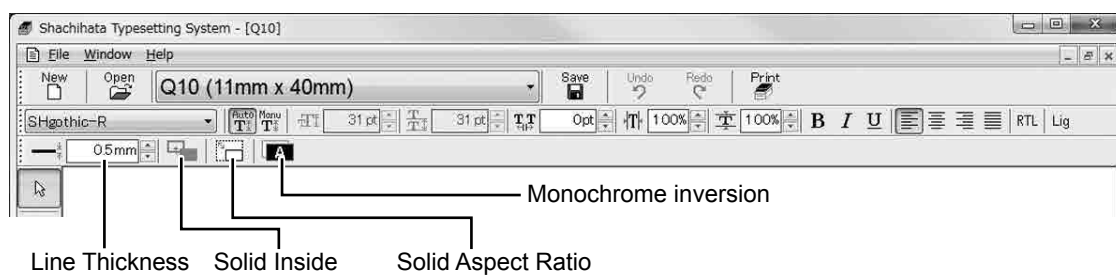 Shachihata Typesetting System - [Q10]
File Window Help
New Open Q10 (11mm x 40mm) Save Undo Redo Print
SHgothic-R Auto Manu 31 pt 31 pt 0pt 100% 100% B I U RTL Lig
0.5mm A
Monochrome inversion
Line Thickness Solid Inside Solid Aspect Ratio